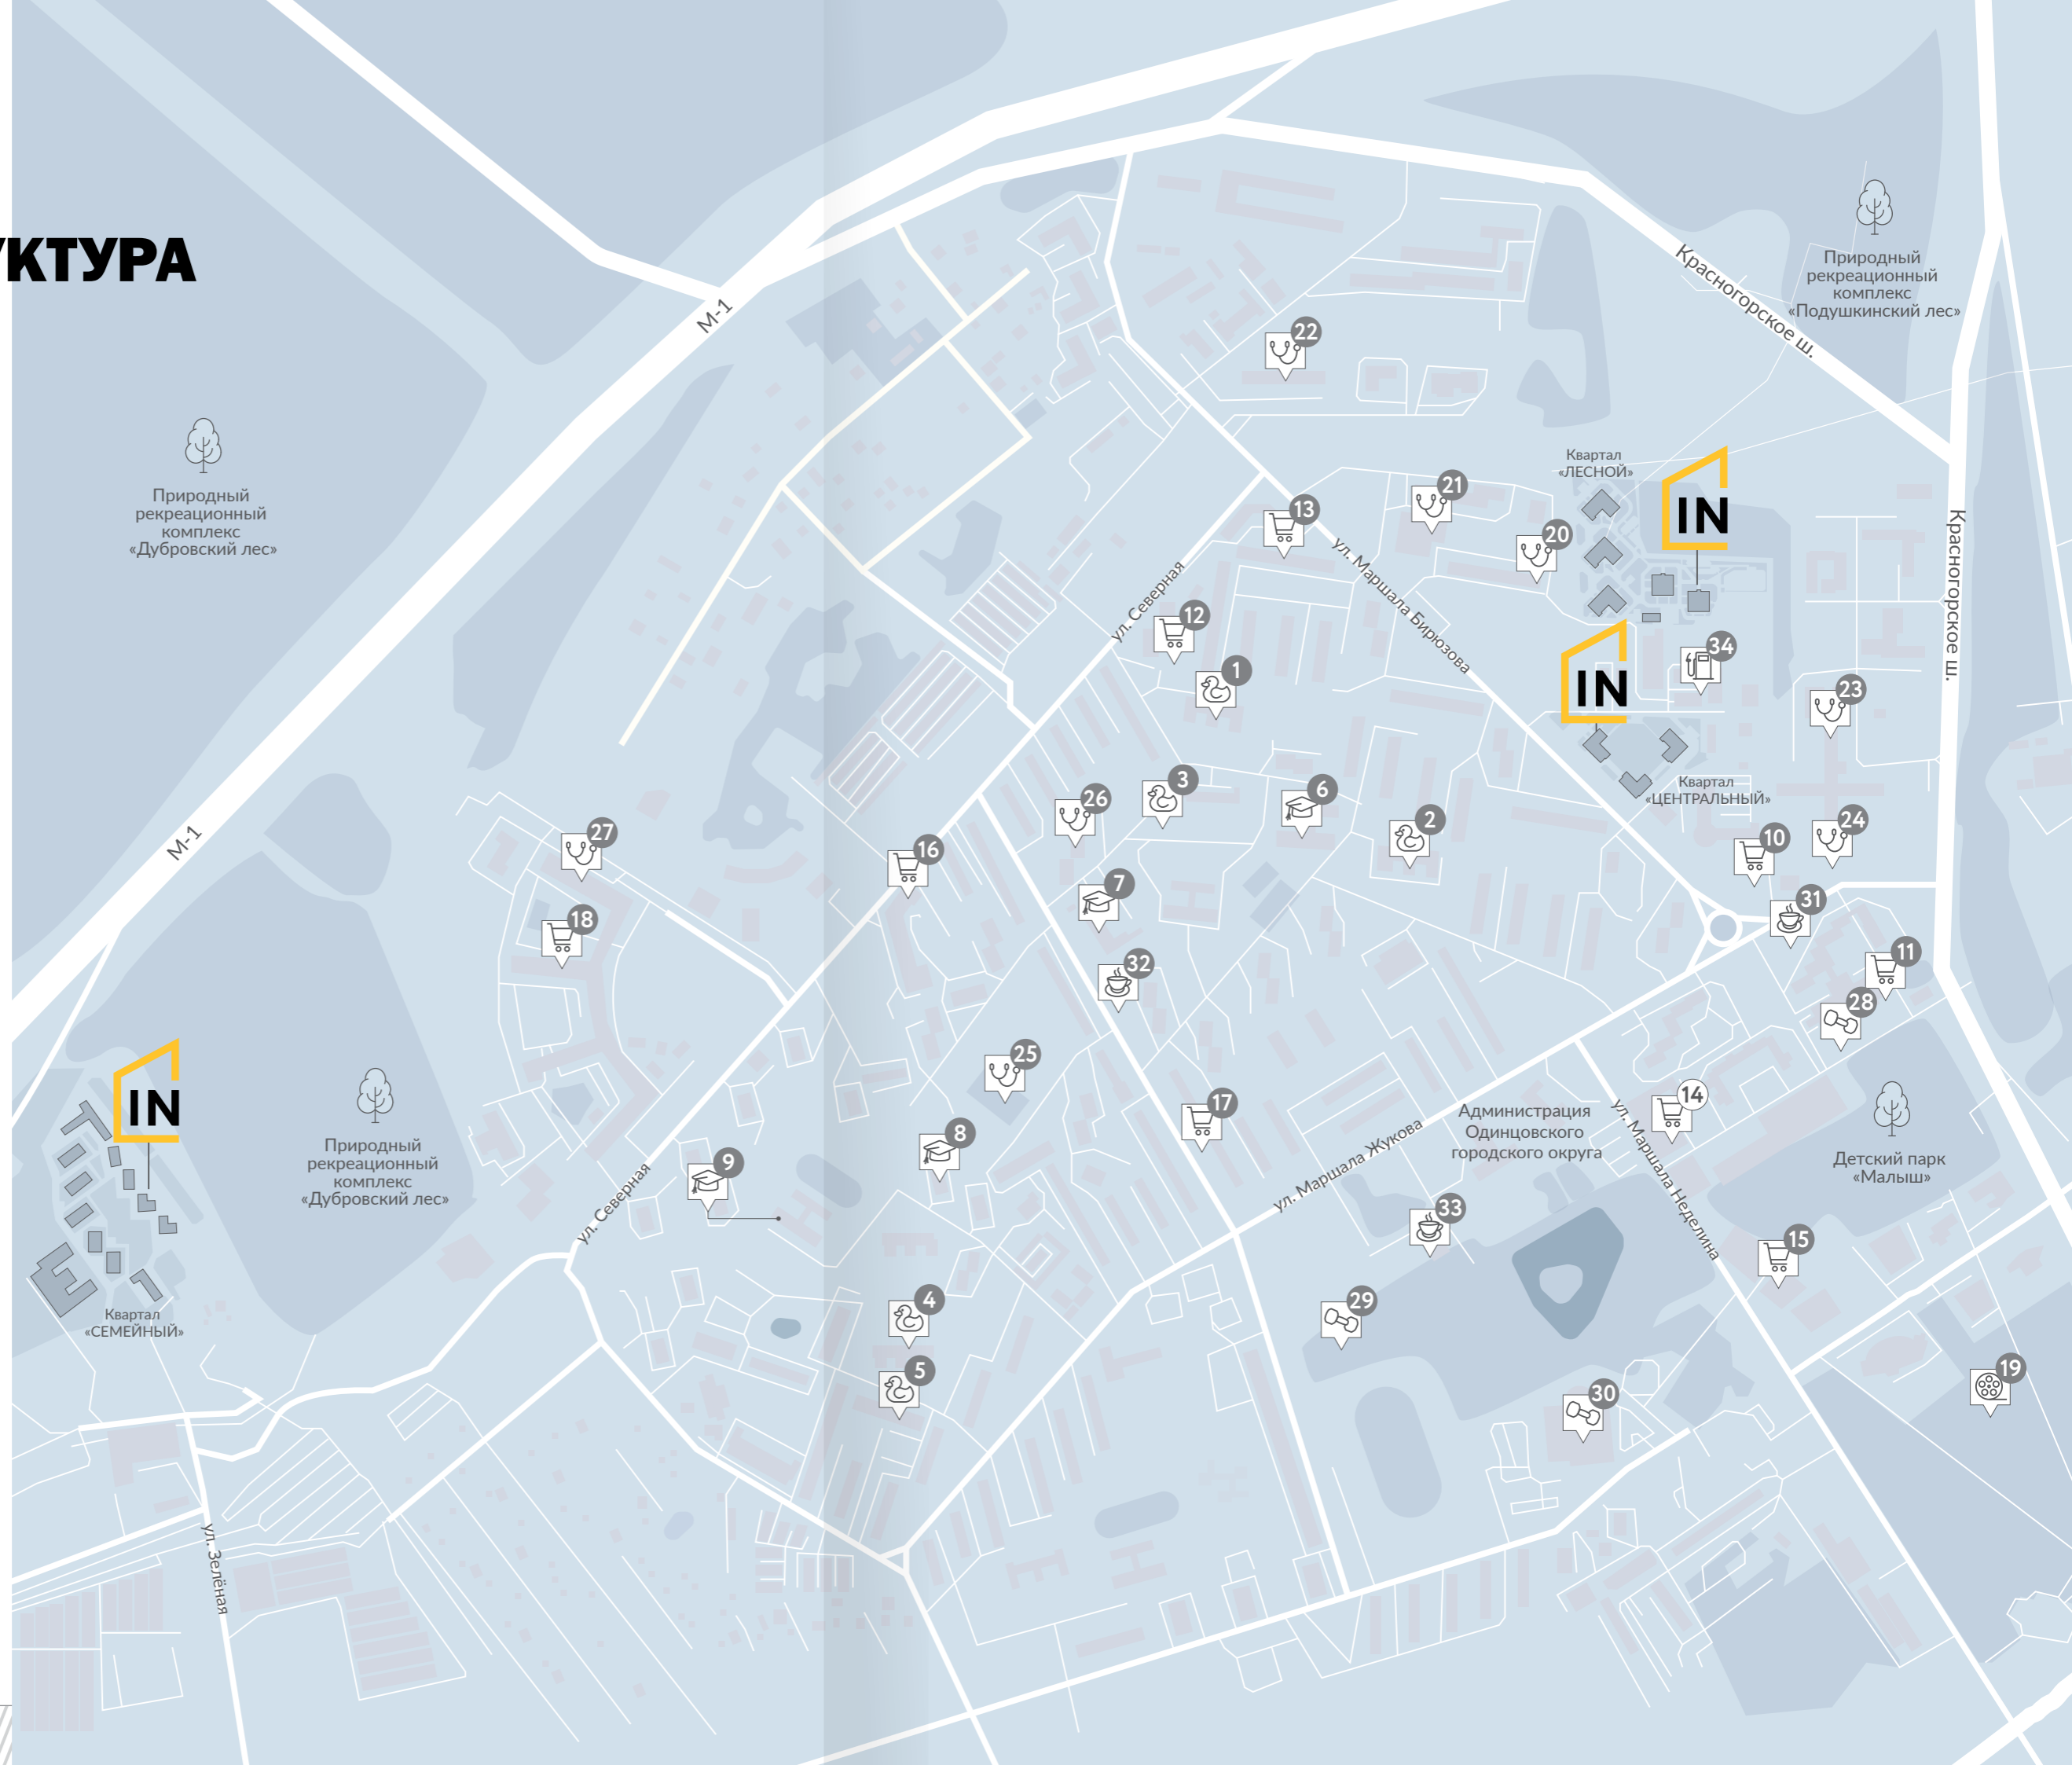 УКТУРА
М-1
Природный
рекреационный
комплекс
«Подушкинский лес»
Красногорское ш.
22
Природный
рекреационный
комплекс
«Дубровский лес»
Квартал
«ЛЕСНОЙ»
IN
21
13
20
ул. Маршала Бирюзова
ул. Северная
Красногорское ш.
12
1
34
IN
23
3
6
26
2
Квартал
«ЦЕНТРАЛЬНЫЙ»
М-1
27
16
10
24
7
31
18
32
11
28
25
IN
17
14
Администрация
Одинцовского
городского округа
ул. Маршала Жукова
ул. Маршала Неделина
Детский парк
«Малыш»
8
9
Природный
рекреационный
комплекс
«Дубровский лес»
ул. Северная
33
15
4
29
Квартал
«СЕМЕЙНЫЙ»
5
30
19
ул. Зелёная